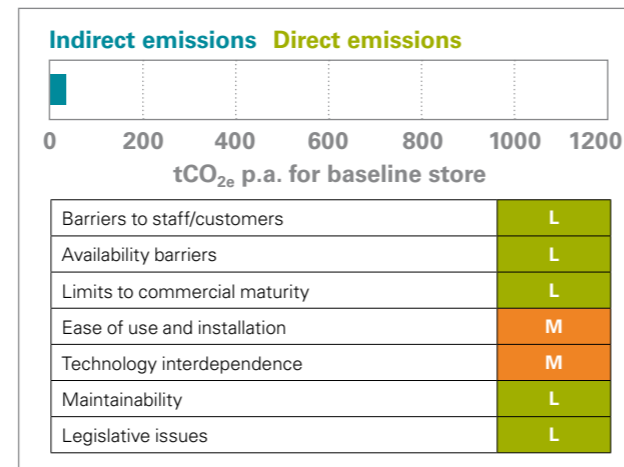 Indirect emissions Direct emissions
0 200 400 600 800 1000 1200
tCO2e p.a. for baseline store
Barriers to staff/customers L
Availability barriers L
Limits to commercial maturity L
Ease of use and installation M
Technology interdependence M
Maintainability L
Legislative issues L